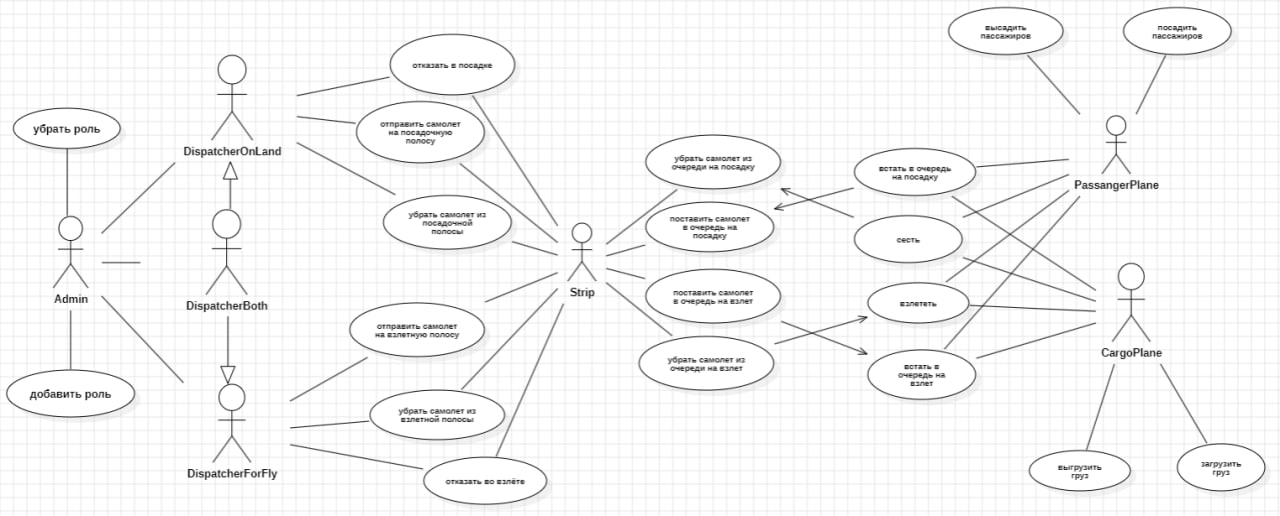 высадить
пассажиров
посадить
пассажиров
отказать в посадке
убрать роль
отправить самолет
на посадочную
полосу
DispatcherOnLand
убрать самолет из
очереди на посадку
встать в очередь
на посадку
PassangerPlane
убрать самолет из
посадочной
полосы
поставить самолет
в очередь на
посадку
сесть
Admin
DispatcherBoth
Strip
поставить самолет
в очередь на взлет
взлететь
отправить самолет
на взлетную полосу
убрать самолет из
очереди на взлет
встать в
очередь на
взлет
CargoPlane
добавить роль
убрать самолет из
взлетной полосы
DispatcherForFly
отказать во взлёте
выгрузить
груз
загрузить
груз